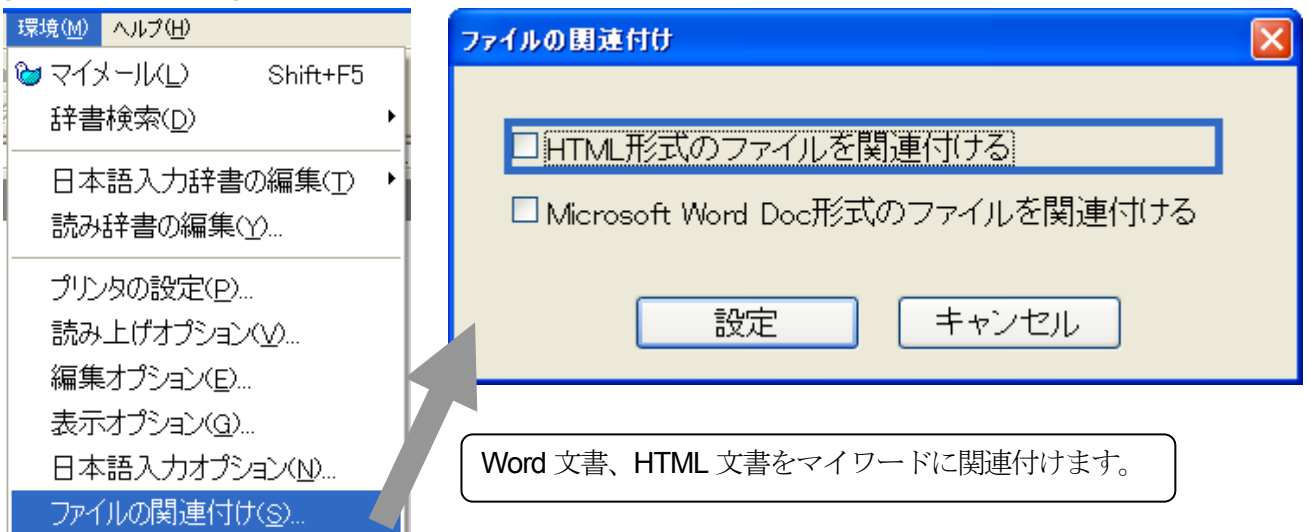 環境(M) ヘルプ(H)
マイメール(L) Shift+F5
辞書検索(D)
日本語入力辞書の編集(T)
読み辞書の編集(Y)...
プリンタの設定(P)...
読み上げオプション(V)...
編集オプション(E)...
表示オプション(G)...
日本語入力オプション(N)...
ファイルの関連付け(S)...
ファイルの関連付け
HTML形式のファイルを関連付ける
Microsoft Word Doc形式のファイルを関連付ける
設定 キャンセル
Word 文書、HTML 文書をマイワードに関連付けます。